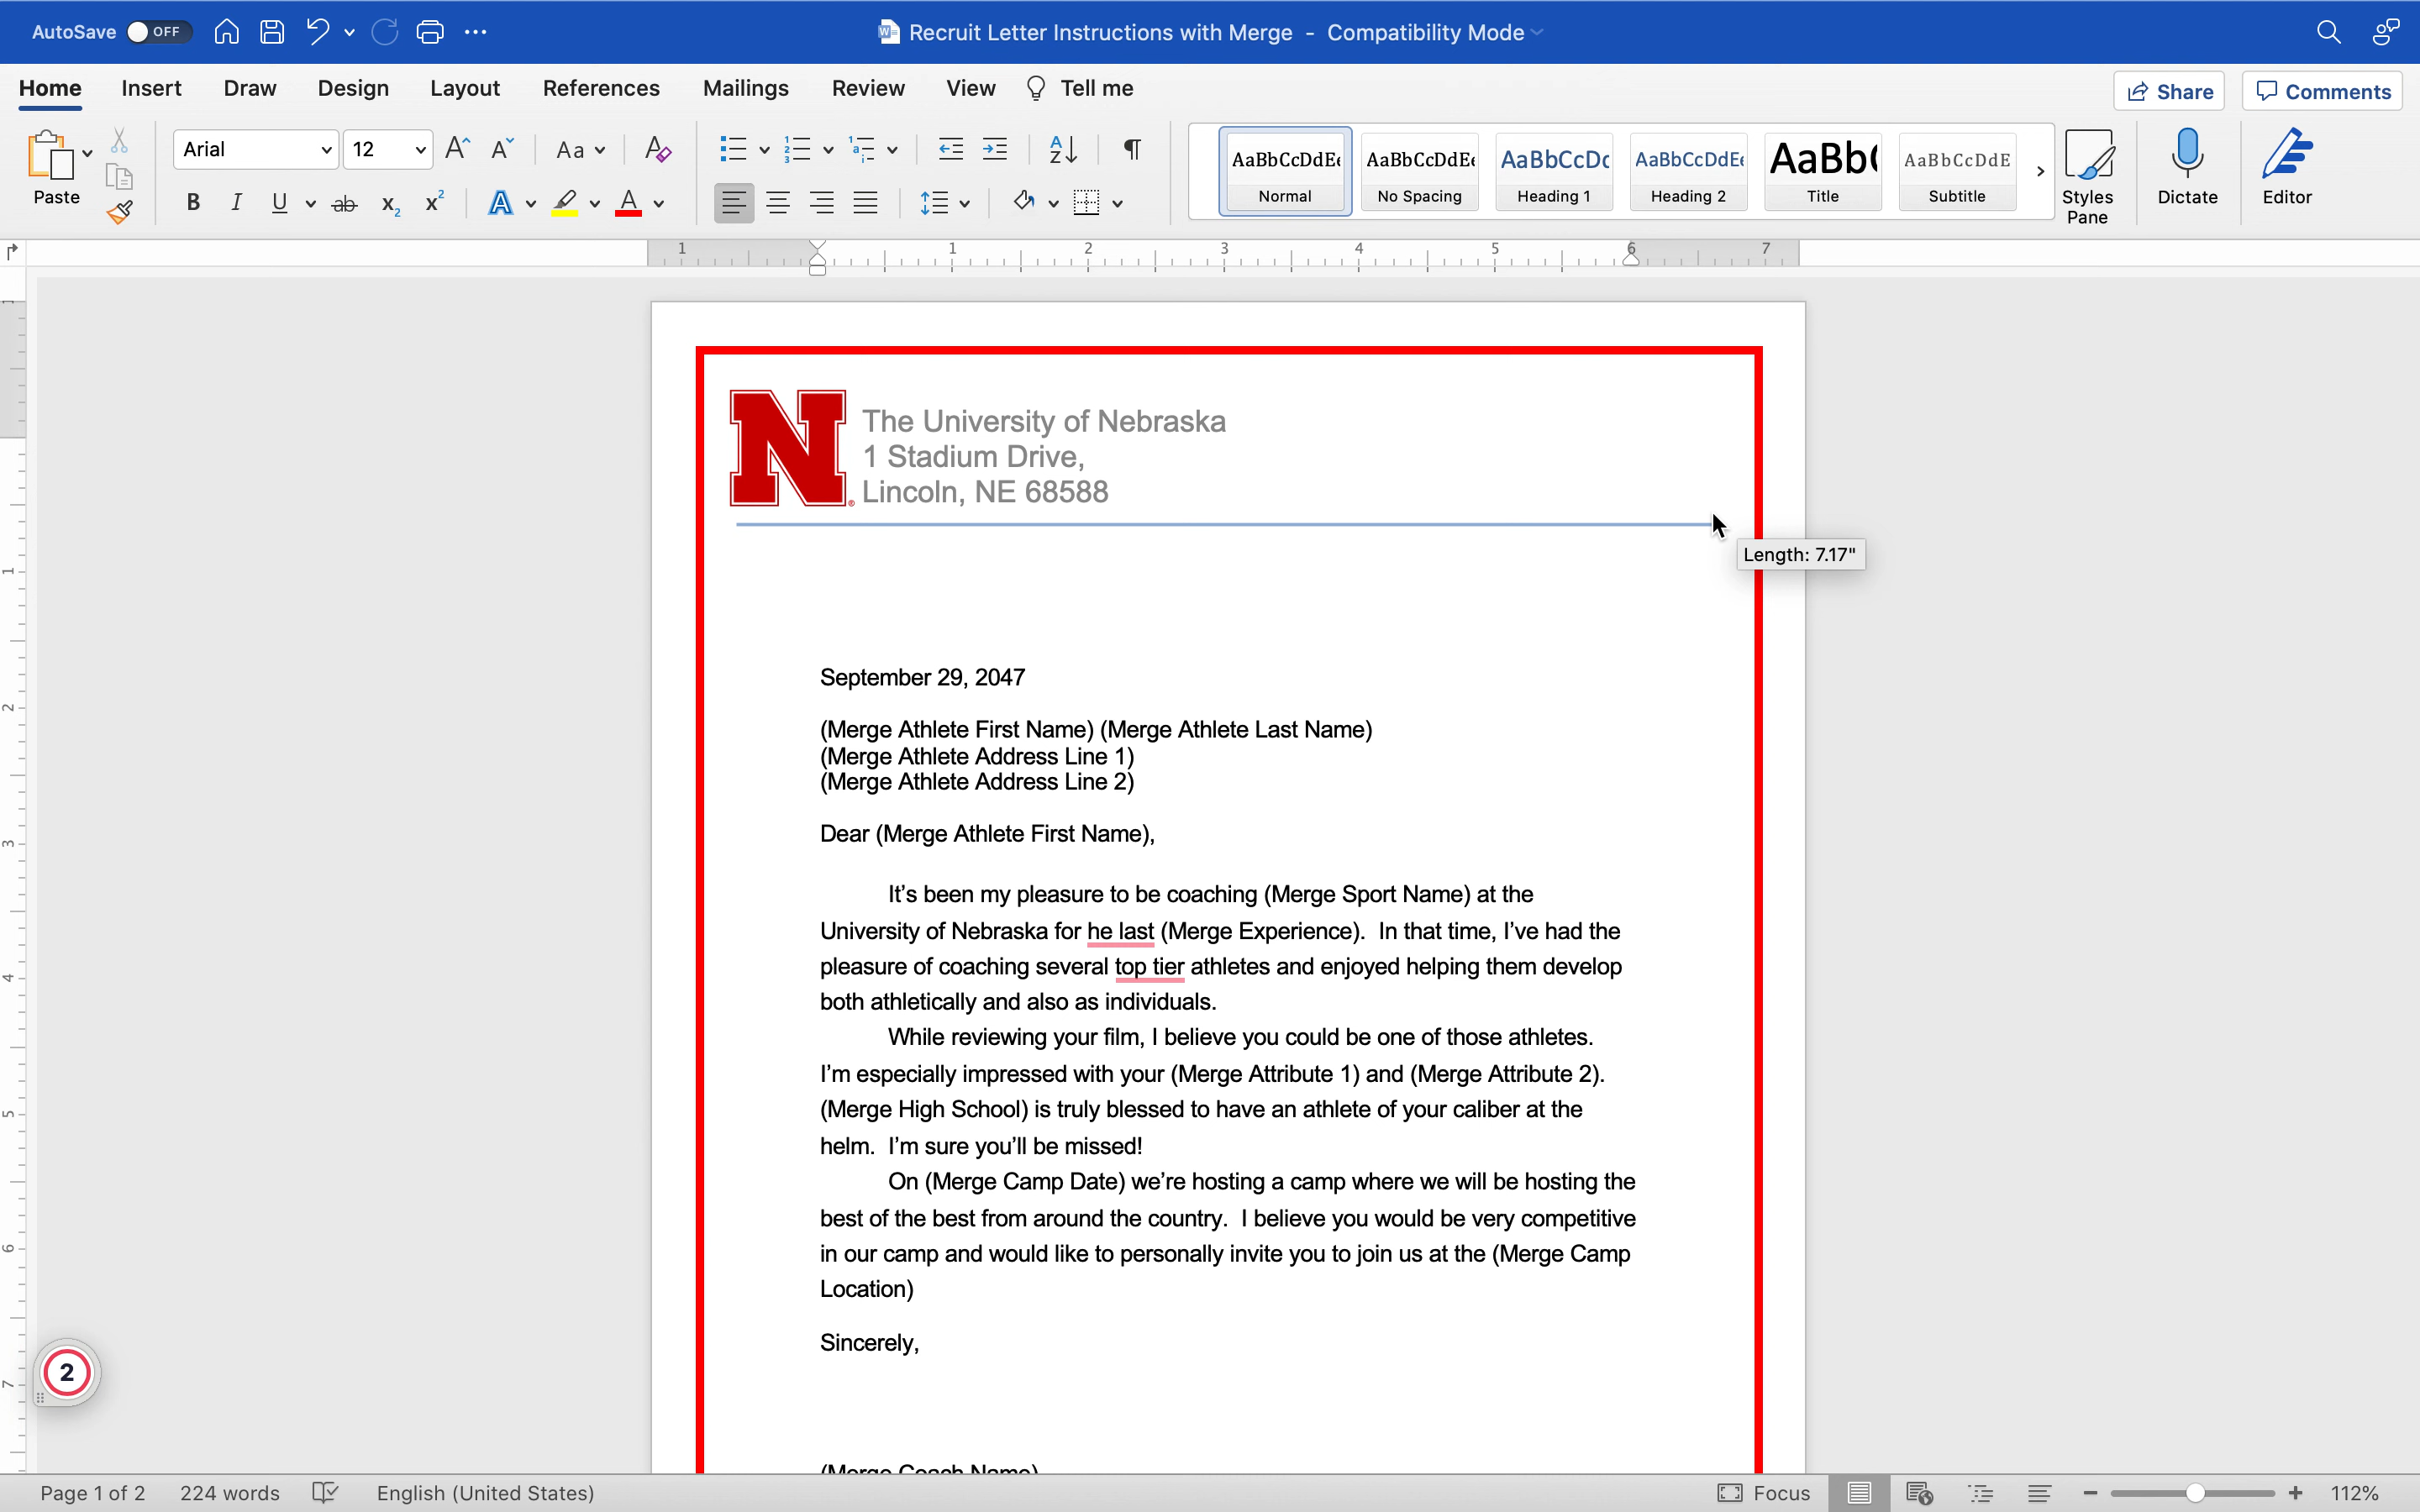 AutoSave OFF
Recruit Letter Instructions with Merge - Compatibility Mode
Home Insert Draw Design Layout References Mailings Review View Tell me Share Comments
Paste
Arial 12
AaBbCcDdEe Normal
AaBbCcDdEe No Spacing
AaBbCcDc Heading 1
AaBbCcDdEe Heading 2
AaBb( Title
AaBbCcDdE Subtitle
Styles
Pane
Dictate
Editor
1 1 2 3 4 5 6 7
N
The University of Nebraska
1 Stadium Drive,
Lincoln, NE 68588
Length: 7.17"
September 29, 2047
(Merge Athlete First Name) (Merge Athlete Last Name)
(Merge Athlete Address Line 1)
(Merge Athlete Address Line 2)
Dear (Merge Athlete First Name),
It's been my pleasure to be coaching (Merge Sport Name) at the
University of Nebraska for he last (Merge Experience).  In that time, I've had the
pleasure of coaching several top tier athletes and enjoyed helping them develop
both athletically and also as individuals.
While reviewing your film, I believe you could be one of those athletes.
I'm especially impressed with your (Merge Attribute 1) and (Merge Attribute 2).
(Merge High School) is truly blessed to have an athlete of your caliber at the
helm.  I'm sure you'll be missed!
On (Merge Camp Date) we're hosting a camp where we will be hosting the
best of the best from around the country.  I believe you would be very competitive
in our camp and would like to personally invite you to join us at the (Merge Camp
Location)
Sincerely,
(Merge Coach Name)
1
2
3
4
5
6
7
2
Page 1 of 2 224 words English (United States) Focus 112%